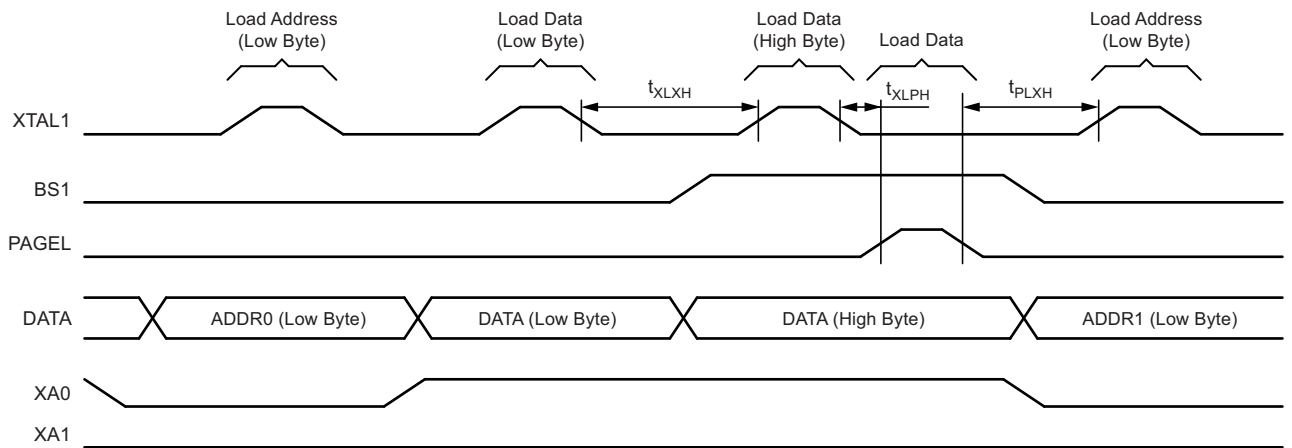 Load Address
(Low Byte)
Load Data
(Low Byte)
Load Data
(High Byte)
Load Data
Load Address
(Low Byte)
tXLXH
tXLPH
tPLXH
XTAL1
BS1
PAGEL
DATA
ADDR0 (Low Byte)
DATA (Low Byte)
DATA (High Byte)
ADDR1 (Low Byte)
XA0
XA1